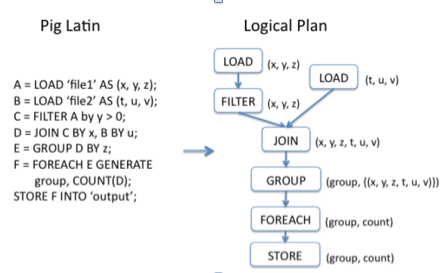 Pig Latin
Logical Plan
A = LOAD ‘file1’ AS (x, y, z);
B = LOAD ‘file2’ AS (t, u, v);
C = FILTER A by y > 0;
D = JOIN C BY x, B BY u;
E = GROUP D BY z;
F = FOREACH E GENERATE
group, COUNT(D);
STORE F INTO ‘output’;
LOAD (x, y, z)
LOAD (t, u, v)
FILTER (x, y, z)
JOIN (x, y, z, t, u, v)
GROUP (group, {(x, y, z, t, u, v)})
FOREACH (group, count)
STORE (group, count)